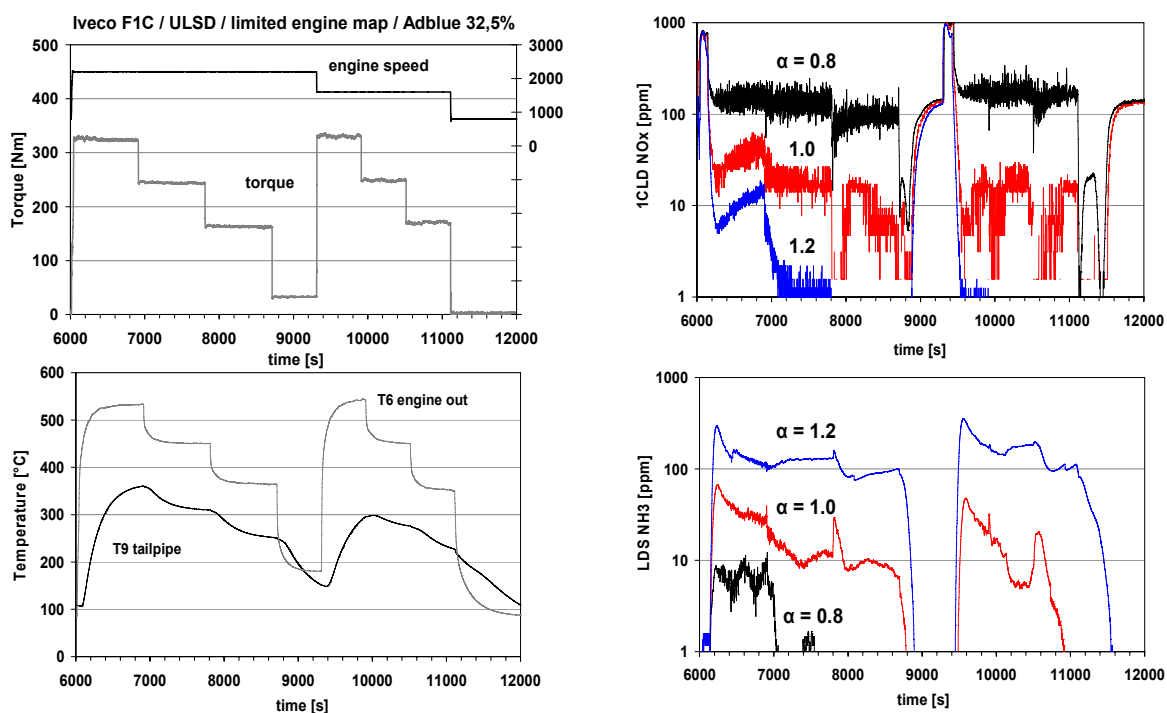 Iveco F1C / ULSD / limited engine map / Adblue 32,5%
500
450
400
350
300
250
200
150
100
50
0
Torque [Nm]
3000
2000
1000
0
engine speed
torque
6000 7000 8000 9000 10000 11000 12000
time [s]
1000
100
10
1
1CLD NOx [ppm]
α = 0.8
1.0
1.2
6000 7000 8000 9000 10000 11000 12000
time [s]
600
500
400
300
200
100
0
Temperature [°C]
T6 engine out
T9 tailpipe
6000 7000 8000 9000 10000 11000 12000
time [s]
1000
100
10
1
LDS NH3 [ppm]
α = 1.2
α = 1.0
α = 0.8
6000 7000 8000 9000 10000 11000 12000
time [s]